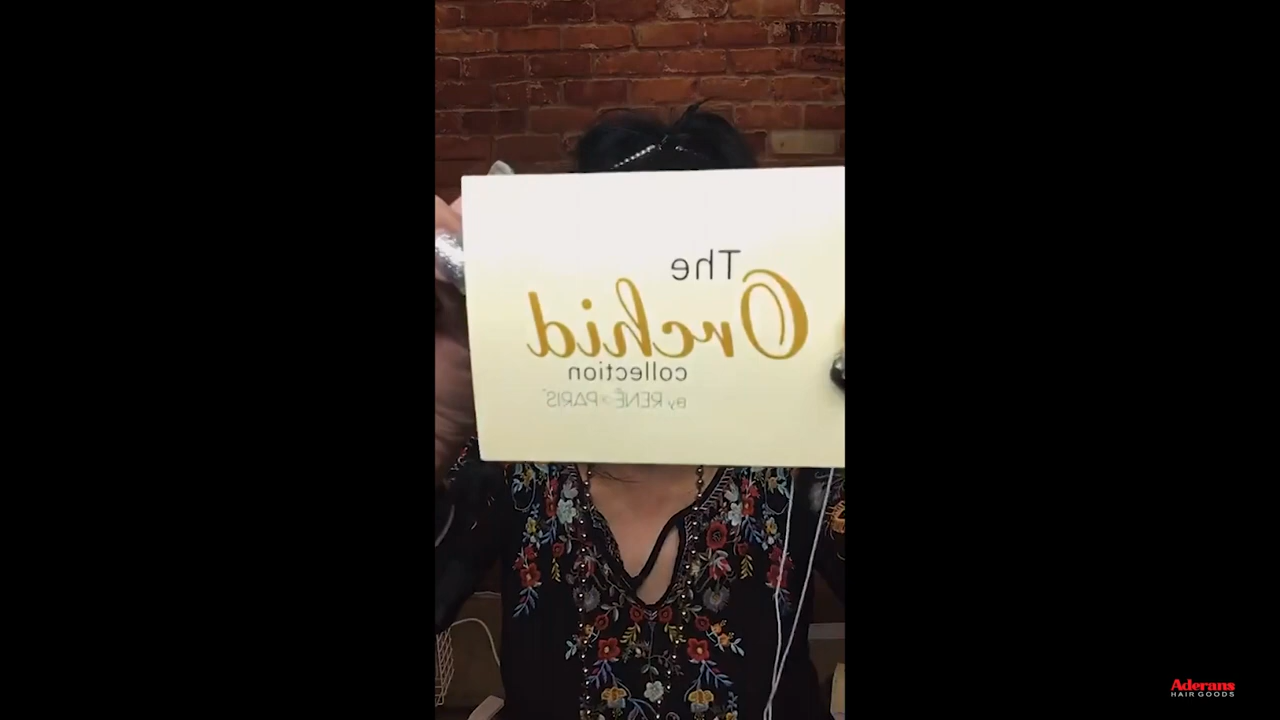 The
Orchid
collection
By RENÉ OF PARIS
Aderans
HAIR GOODS